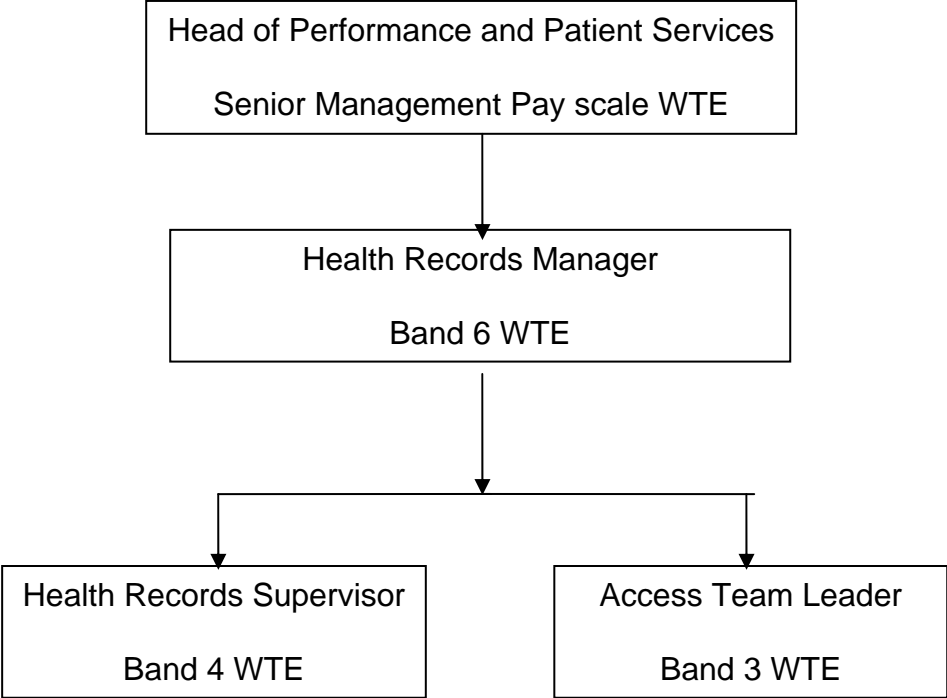 Head of Performance and Patient Services
Senior Management Pay scale WTE
Health Records Manager
Band 6 WTE
Health Records Supervisor
Band 4 WTE
Access Team Leader
Band 3 WTE